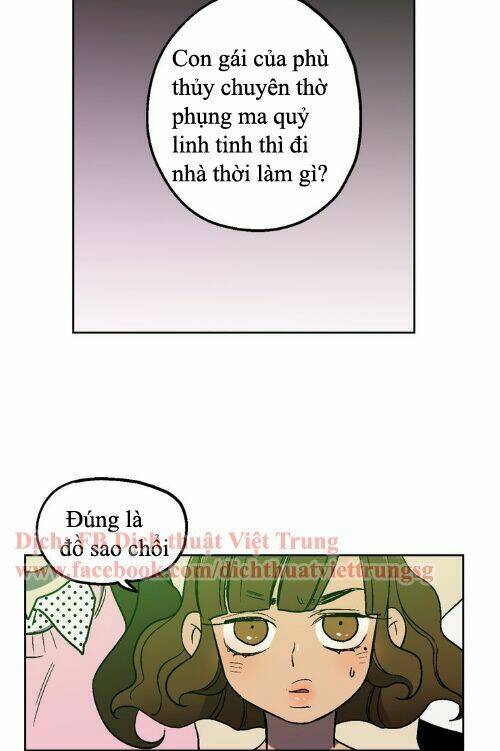 Con gái của phù
thủy chuyên thờ
phụng ma quỷ
linh tinh thì đi
nhà thời làm gì?
Đúng là
đồ sao chổi
Dịch: FB Dịch thuật Việt Trung
www.facebook.com/dichthuatviettrungsg